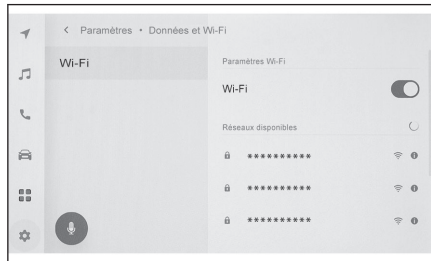 < Paramètres • Données et Wi-Fi
Wi-Fi
Paramètres Wi-Fi
Wi-Fi
Réseaux disponibles
**********
**********
**********